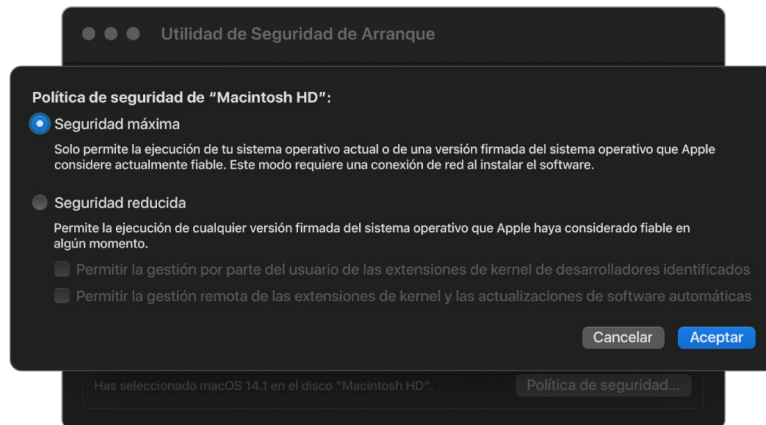 Utilidad de Seguridad de Arranque
Política de seguridad de “Macintosh HD”:
Seguridad máxima
Solo permite la ejecución de tu sistema operativo actual o de una versión firmada del sistema operativo que Apple
considere actualmente fiable. Este modo requiere una conexión de red al instalar el software.
Seguridad reducida
Permite la ejecución de cualquier versión firmada del sistema operativo que Apple haya considerado fiable en
algún momento.
Permitir la gestión por parte del usuario de las extensiones de kernel de desarrolladores identificados
Permitir la gestión remota de las extensiones de kernel y las actualizaciones de software automáticas
Cancelar Aceptar
Has seleccionado macOS 14.1 en el disco “Macintosh HD”. Política de seguridad...